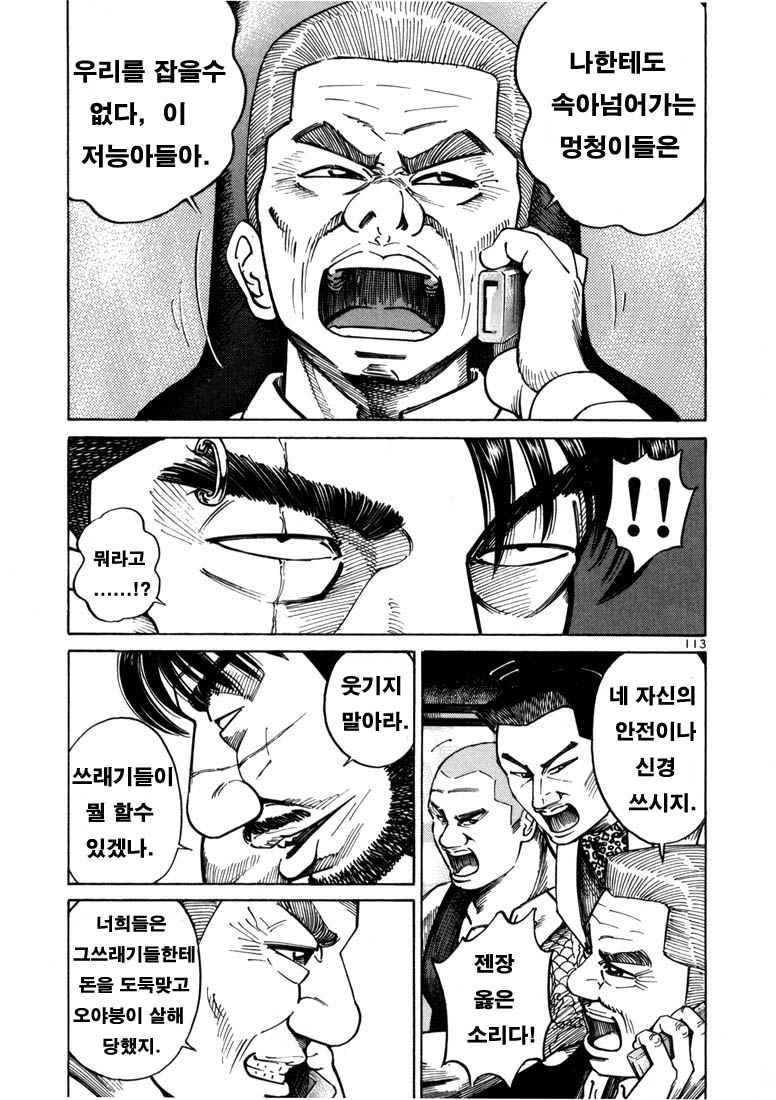 나한테도
속아넘어가는
멍청이들은
우리를 잡을수
없다, 이
저능아들아.
!!
뭐라고
......!?
113
네 자신의
안전이나
신경
쓰시지.
젠장
옳은
소리다!
웃기지
말아라.
쓰래기들이
뭘 할수
있겠나.
너희들은
그쓰래기들한테
돈을 도둑맞고
오야붕이 살해
당했지.